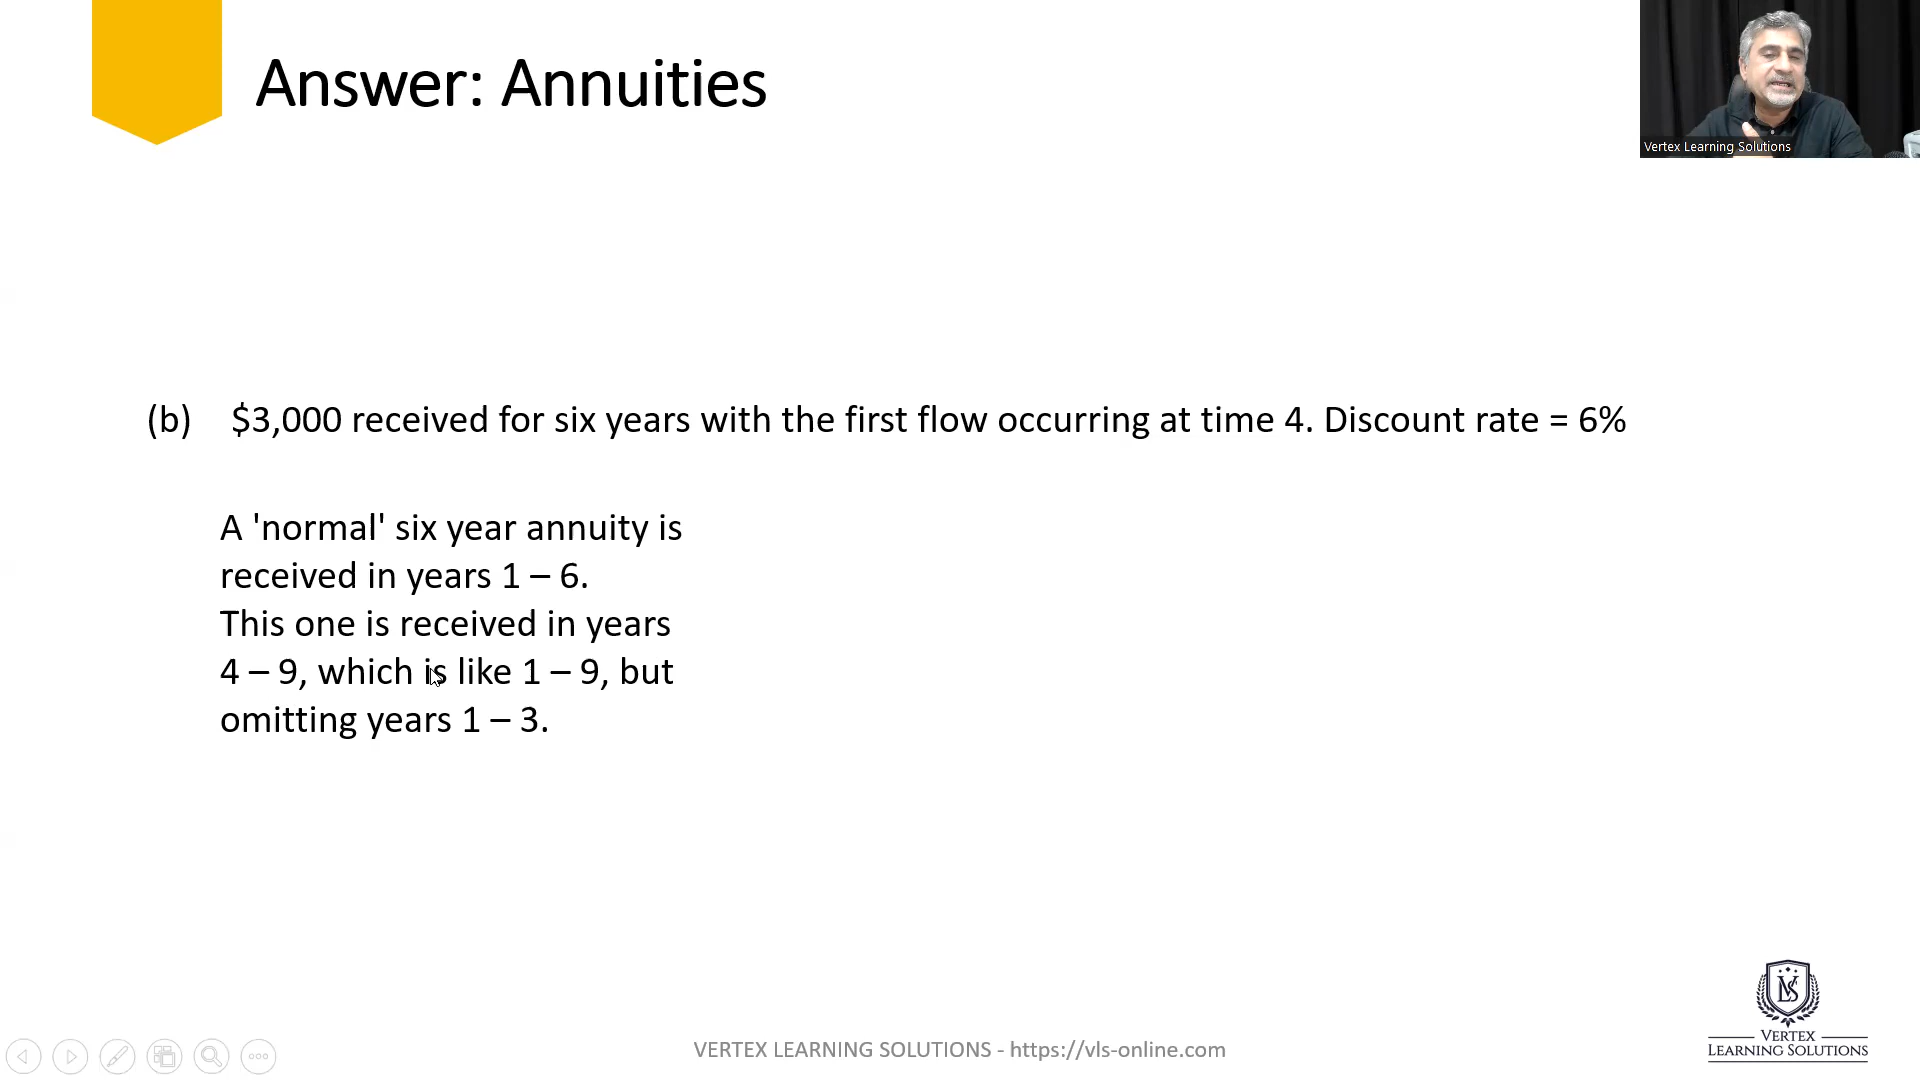 Answer: Annuities
Vertex Learning Solutions
(b) $3,000 received for six years with the first flow occurring at time 4. Discount rate = 6%
A 'normal' six year annuity is
received in years 1 – 6.
This one is received in years
4 – 9, which is like 1 – 9, but
omitting years 1 – 3.
VLS
VERTEX
LEARNING SOLUTIONS
VERTEX LEARNING SOLUTIONS - https://vls-online.com